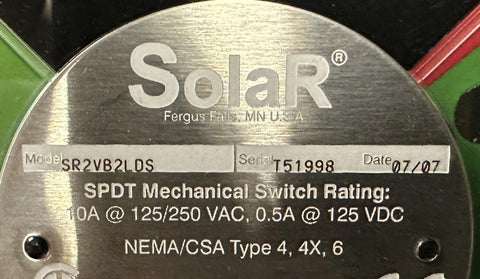 SolaR®
Fergus Falls, MN U.S.A.
Model SR2VB2LDS Serial T51998 Date 07/07
SPDT Mechanical Switch Rating:
10A @ 125/250 VAC, 0.5A @ 125 VDC
NEMA/CSA Type 4, 4X, 6